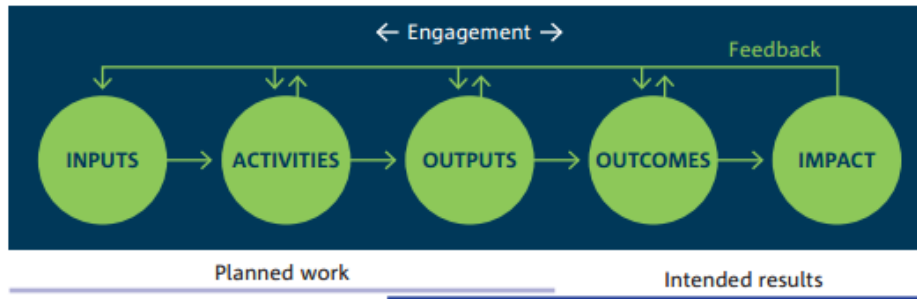 ← Engagement →
Feedback
INPUTS
ACTIVITIES
OUTPUTS
OUTCOMES
IMPACT
Planned work
Intended results